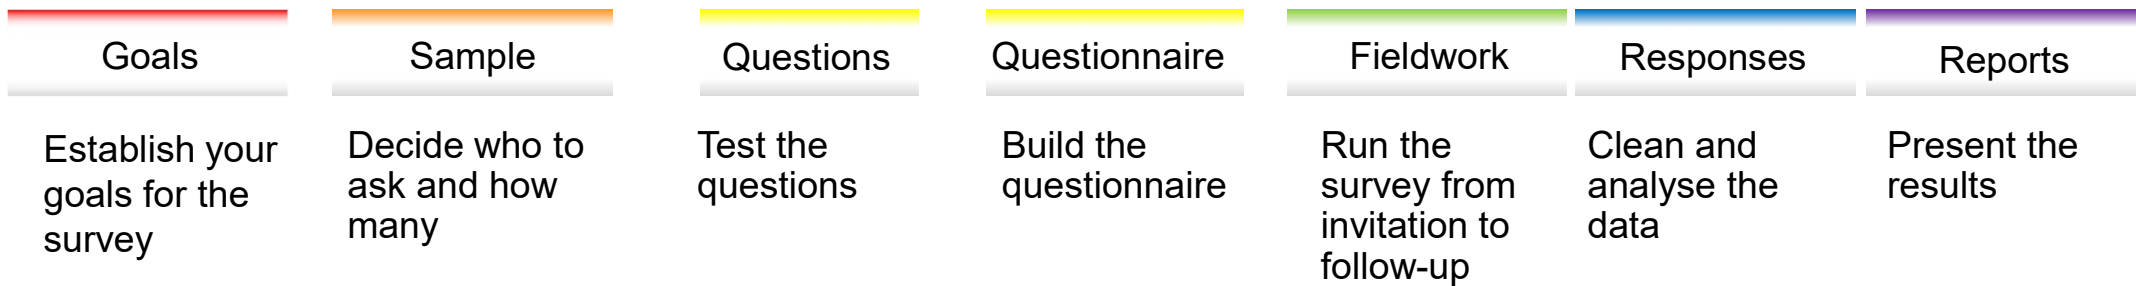 Goals
Sample
Questions
Questionnaire
Fieldwork
Responses
Reports
Establish your
goals for the
survey
Decide who to
ask and how
many
Test the
questions
Build the
questionnaire
Run the
survey from
invitation to
follow-up
Clean and
analyse the
data
Present the
results